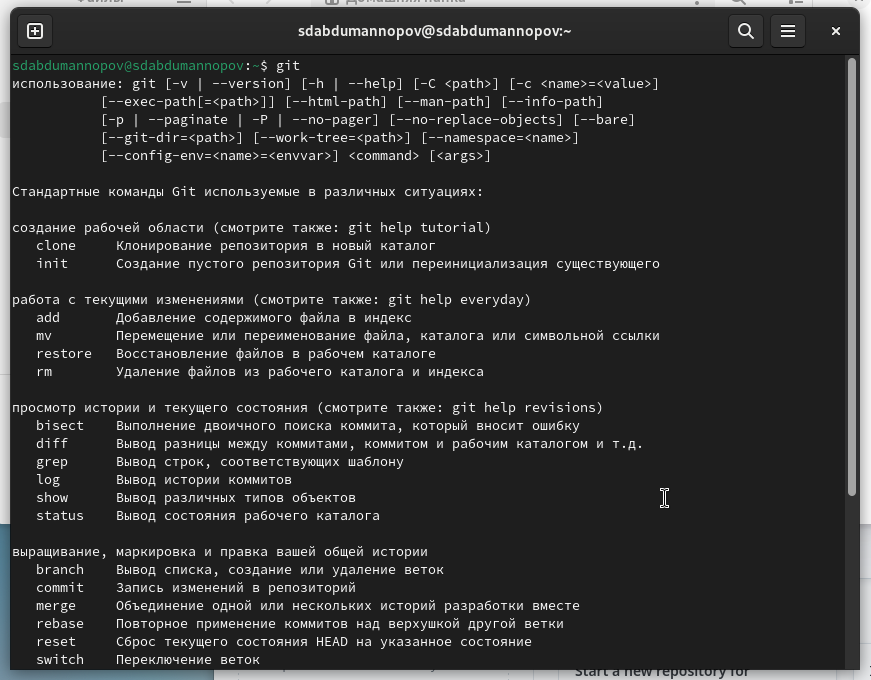 Домашняя папка
sdabdumannopov@sdabdumannopov:~
sdabdumannopov@sdabdumannopov:~$ git
использование: git [-v | --version] [-h | --help] [-C <path>] [-c <name>=<value>]
           [--exec-path[=<path>]] [--html-path] [--man-path] [--info-path]
           [-p | --paginate | -P | --no-pager] [--no-replace-objects] [--bare]
           [--git-dir=<path>] [--work-tree=<path>] [--namespace=<name>]
           [--config-env=<name>=<envvar>] <command> [<args>]
Стандартные команды Git используемые в различных ситуациях:
создание рабочей области (смотрите также: git help tutorial)
   clone     Клонирование репозитория в новый каталог
   init      Создание пустого репозитория Git или переинициализация существующего
работа с текущими изменениями (смотрите также: git help everyday)
   add       Добавление содержимого файла в индекс
   mv        Перемещение или переименование файла, каталога или символьной ссылки
   restore   Восстановление файлов в рабочем каталоге
   rm        Удаление файлов из рабочего каталога и индекса
просмотр истории и текущего состояния (смотрите также: git help revisions)
   bisect    Выполнение двоичного поиска коммита, который вносит ошибку
   diff      Вывод разницы между коммитами, коммитом и рабочим каталогом и т.д.
   grep      Вывод строк, соответствующих шаблону
   log       Вывод истории коммитов
   show      Вывод различных типов объектов
   status    Вывод состояния рабочего каталога
выращивание, маркировка и правка вашей общей истории
   branch    Вывод списка, создание или удаление веток
   commit    Запись изменений в репозиторий
   merge     Объединение одной или нескольких историй разработки вместе
   rebase    Повторное применение коммитов над верхушкой другой ветки
   reset     Сброс текущего состояния HEAD на указанное состояние
   switch    Переключение веток
Start a new repository for